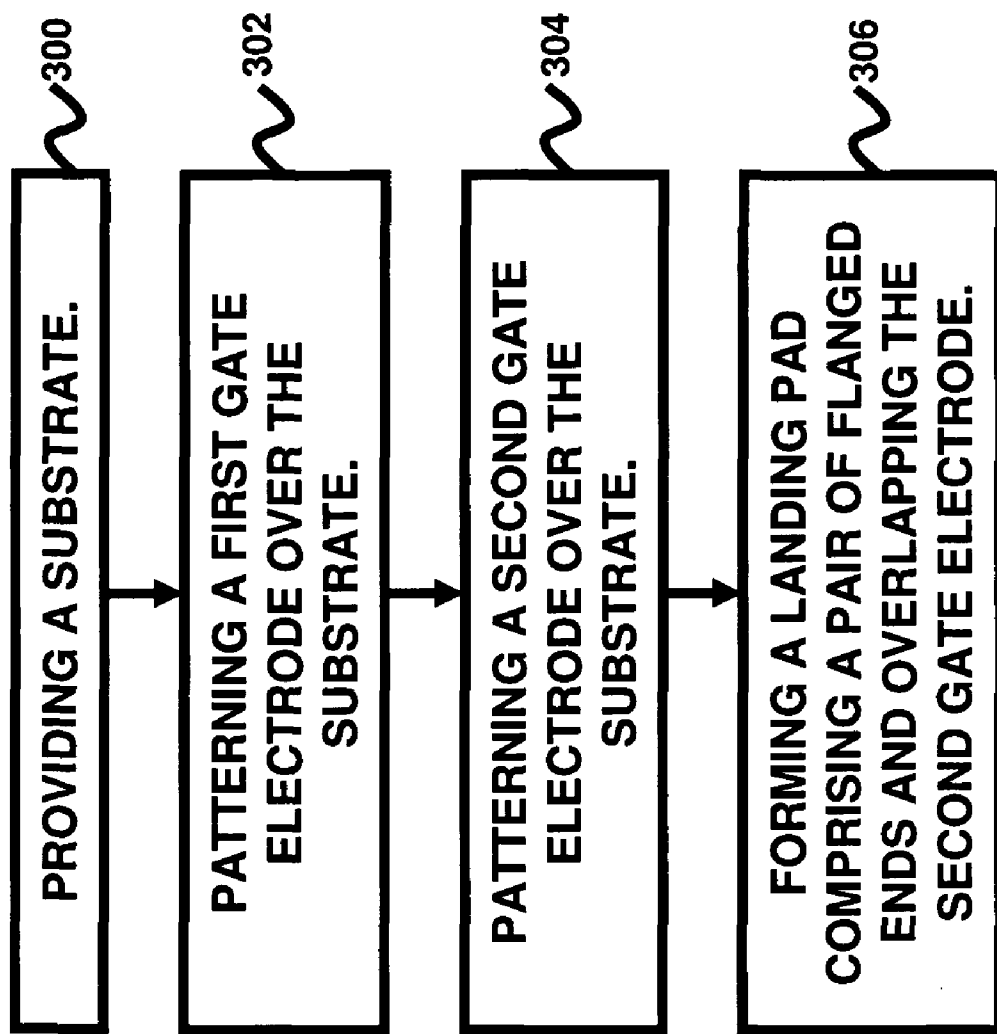 PROVIDING A SUBSTRATE.
300
PATTERNING A FIRST GATE
ELECTRODE OVER THE
SUBSTRATE.
302
PATTERNING A SECOND GATE
ELECTRODE OVER THE
SUBSTRATE.
304
FORMING A LANDING PAD
COMPRISING A PAIR OF FLANGED
ENDS AND OVERLAPPING THE
SECOND GATE ELECTRODE.
306